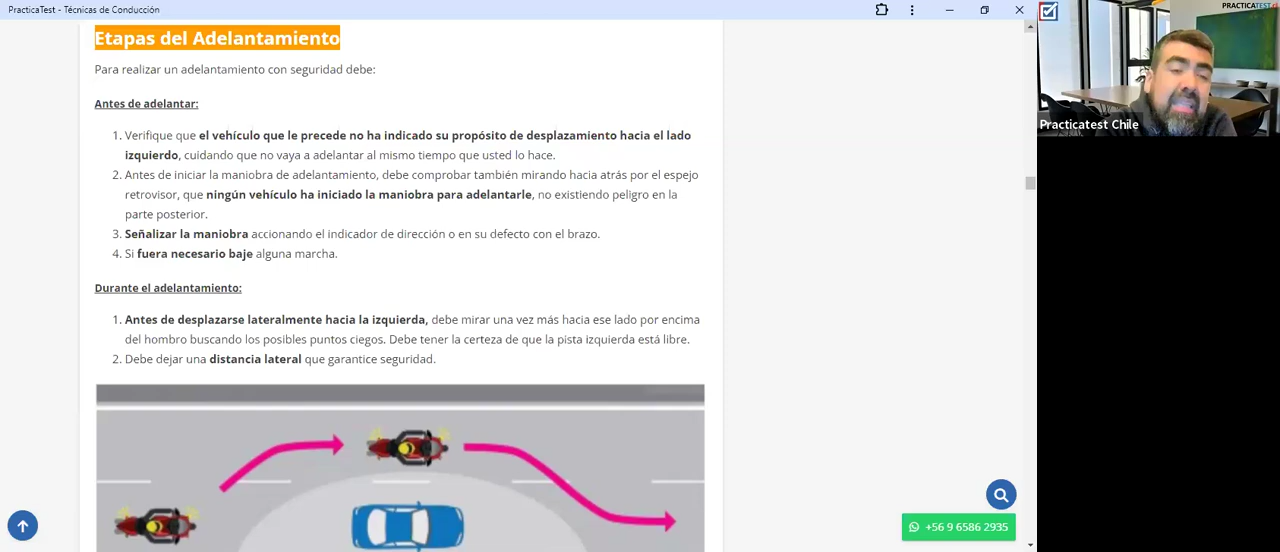 PracticaTest - Técnicas de Conducción
PRACTICATEST.cl
Etapas del Adelantamiento
Para realizar un adelantamiento con seguridad debe:
Antes de adelantar:
1. Verifique que el vehículo que le precede no ha indicado su propósito de desplazamiento hacia el lado
izquierdo, cuidando que no vaya a adelantar al mismo tiempo que usted lo hace.
2. Antes de iniciar la maniobra de adelantamiento, debe comprobar también mirando hacia atrás por el espejo
retrovisor, que ningún vehículo ha iniciado la maniobra para adelantarle, no existiendo peligro en la
parte posterior.
3. Señalizar la maniobra accionando el indicador de dirección o en su defecto con el brazo.
4. Si fuera necesario baje alguna marcha.
Durante el adelantamiento:
1. Antes de desplazarse lateralmente hacia la izquierda, debe mirar una vez más hacia ese lado por encima
del hombro buscando los posibles puntos ciegos. Debe tener la certeza de que la pista izquierda está libre.
2. Debe dejar una distancia lateral que garantice seguridad.
Practicatest Chile
+56 9 6586 2935